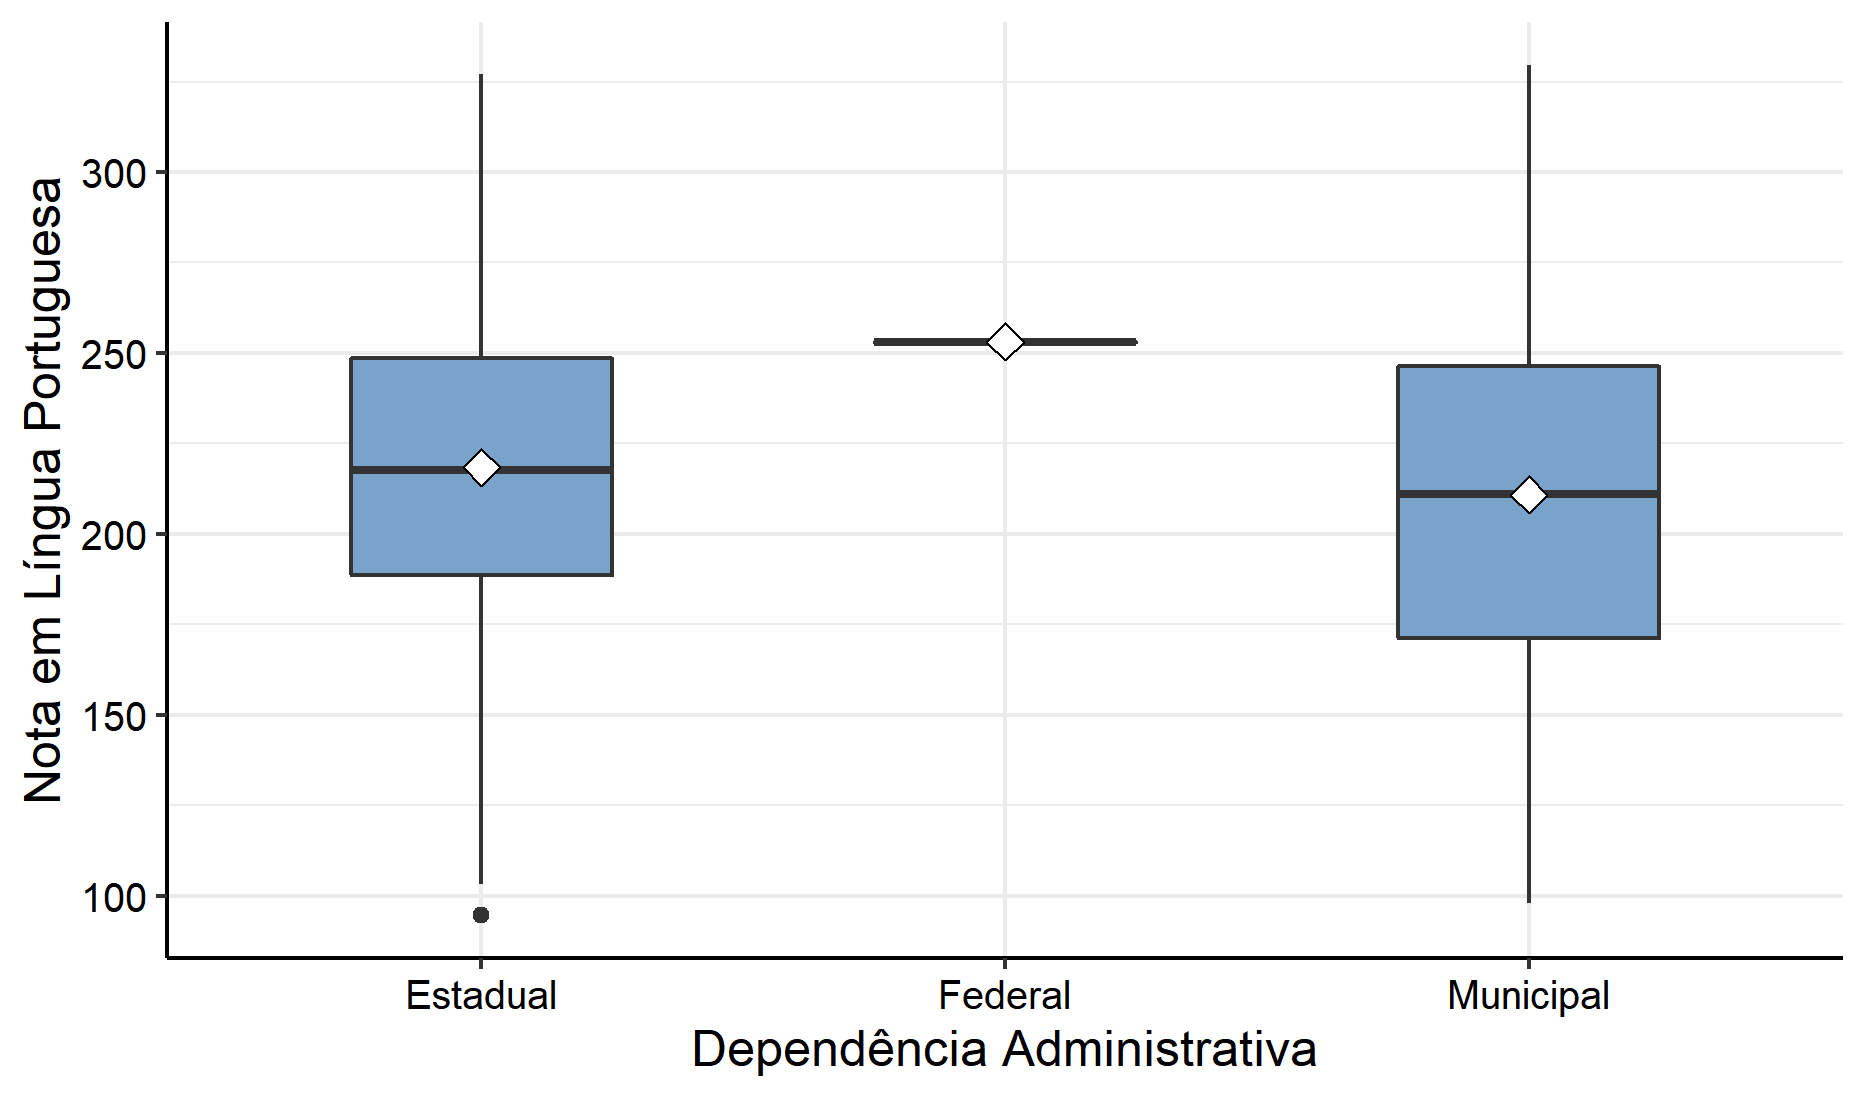 Nota em Língua Portuguesa
300
250
200
150
100
Estadual
Federal
Municipal
Dependência Administrativa